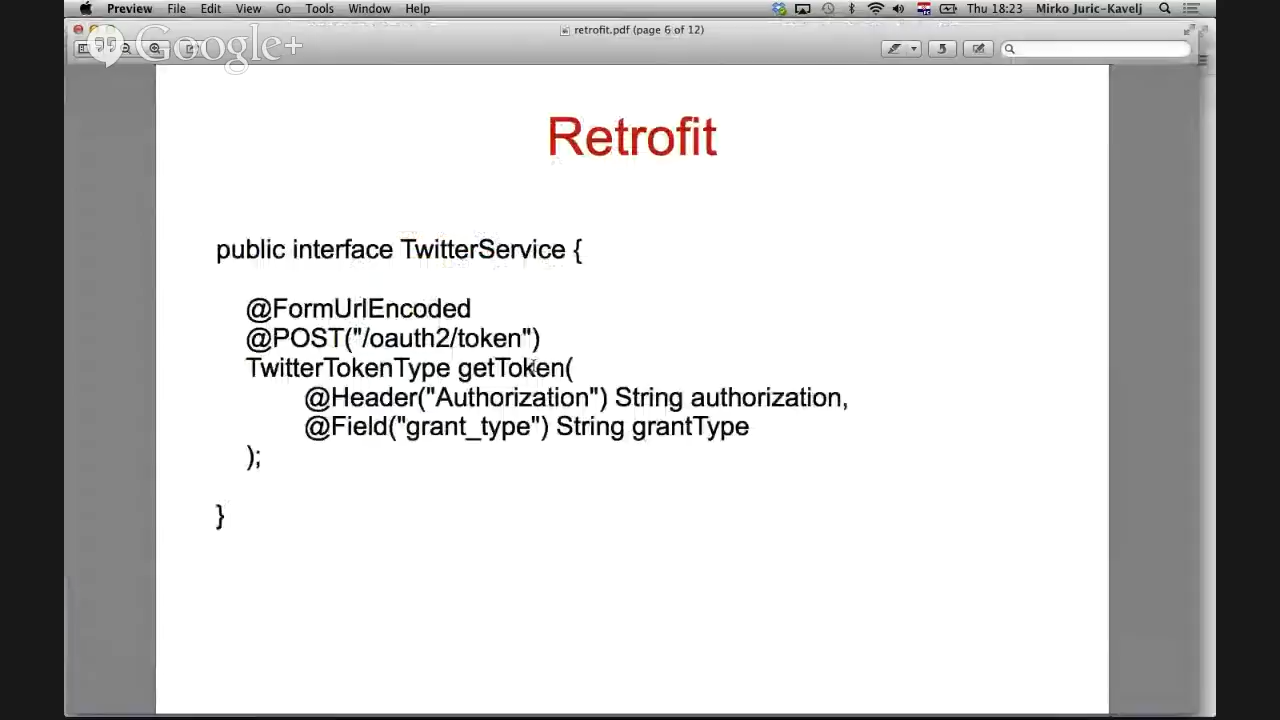 Preview File Edit View Go Tools Window Help Thu 18:23 Mirko Juric-Kavelj
Google+
retrofit.pdf (page 6 of 12)
Retrofit
public interface TwitterService {
@FormUrlEncoded
@POST("/oauth2/token")
TwitterTokenType getToken(
@Header("Authorization") String authorization,
@Field("grant_type") String grantType
);
}